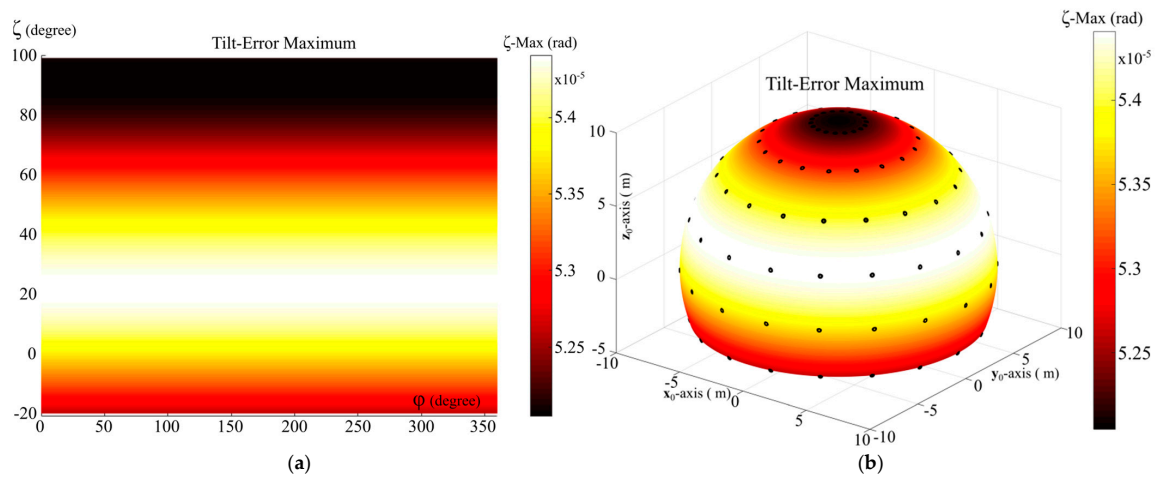 ζ (degree)
Tilt-Error Maximum
ζ-Max (rad)
x10⁻⁵
100
80
60
40
20
0
-20
0
50
100
150
200
250
300
350
φ (degree)
5.4
5.35
5.3
5.25
(a)
ζ-Max (rad)
x10⁻⁵
Tilt-Error Maximum
z₀-axis ( m)
10
5
0
-5
-10
-5
0
5
10
x₀-axis ( m)
-10
-5
0
5
10
y₀-axis ( m)
5.4
5.35
5.3
5.25
(b)